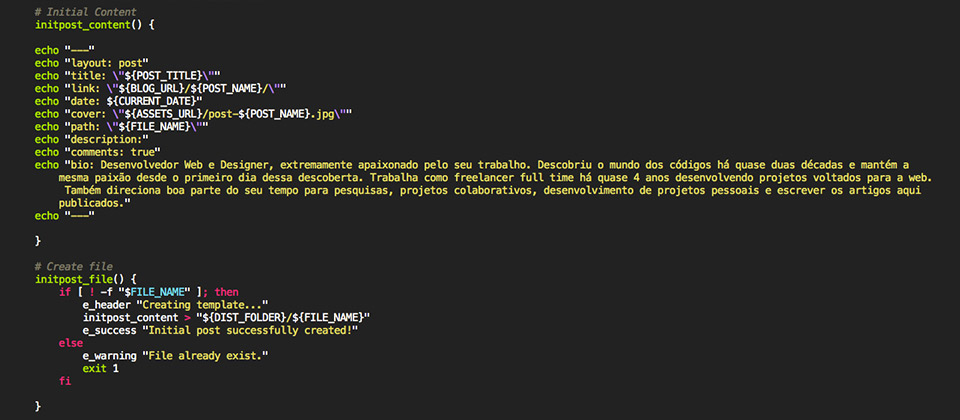 # Initial Content
initpost_content() {
echo "---"
echo "layout: post"
echo "title: \"${POST_TITLE}\""
echo "link: \"${BLOG_URL}/${POST_NAME}/\""
echo "date: ${CURRENT_DATE}"
echo "cover: \"${ASSETS_URL}/post-${POST_NAME}.jpg\""
echo "path: \"${FILE_NAME}\""
echo "description:"
echo "comments: true"
echo "bio: Desenvolvedor Web e Designer, extremamente apaixonado pelo seu trabalho. Descobriu o mundo dos códigos há quase duas décadas e mantém a
mesma paixão desde o primeiro dia dessa descoberta. Trabalha como freelancer full time há quase 4 anos desenvolvendo projetos voltados para a web.
Também direciona boa parte do seu tempo para pesquisas, projetos colaborativos, desenvolvimento de projetos pessoais e escrever os artigos aqui
publicados."
echo "---"
}
# Create file
initpost_file() {
if [ ! -f "$FILE_NAME" ]; then
e_header "Creating template..."
initpost_content > "${DIST_FOLDER}/${FILE_NAME}"
e_success "Initial post successfully created!"
else
e_warning "File already exist."
exit 1
fi
}